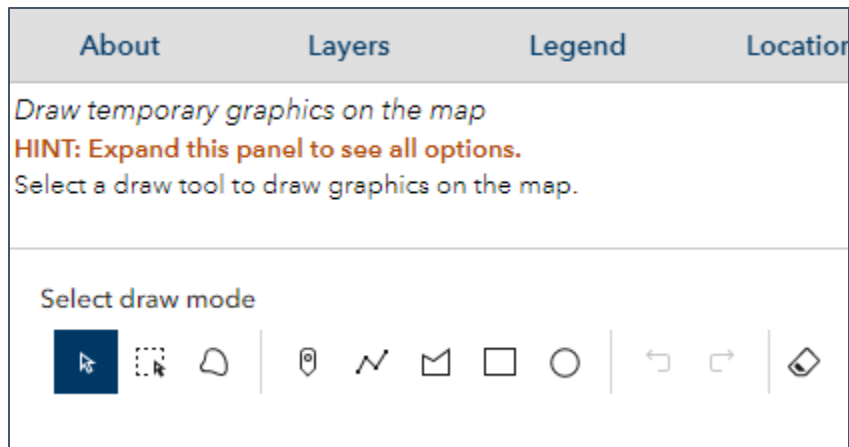 About Layers Legend Location
Draw temporary graphics on the map
HINT: Expand this panel to see all options.
Select a draw tool to draw graphics on the map.
Select draw mode